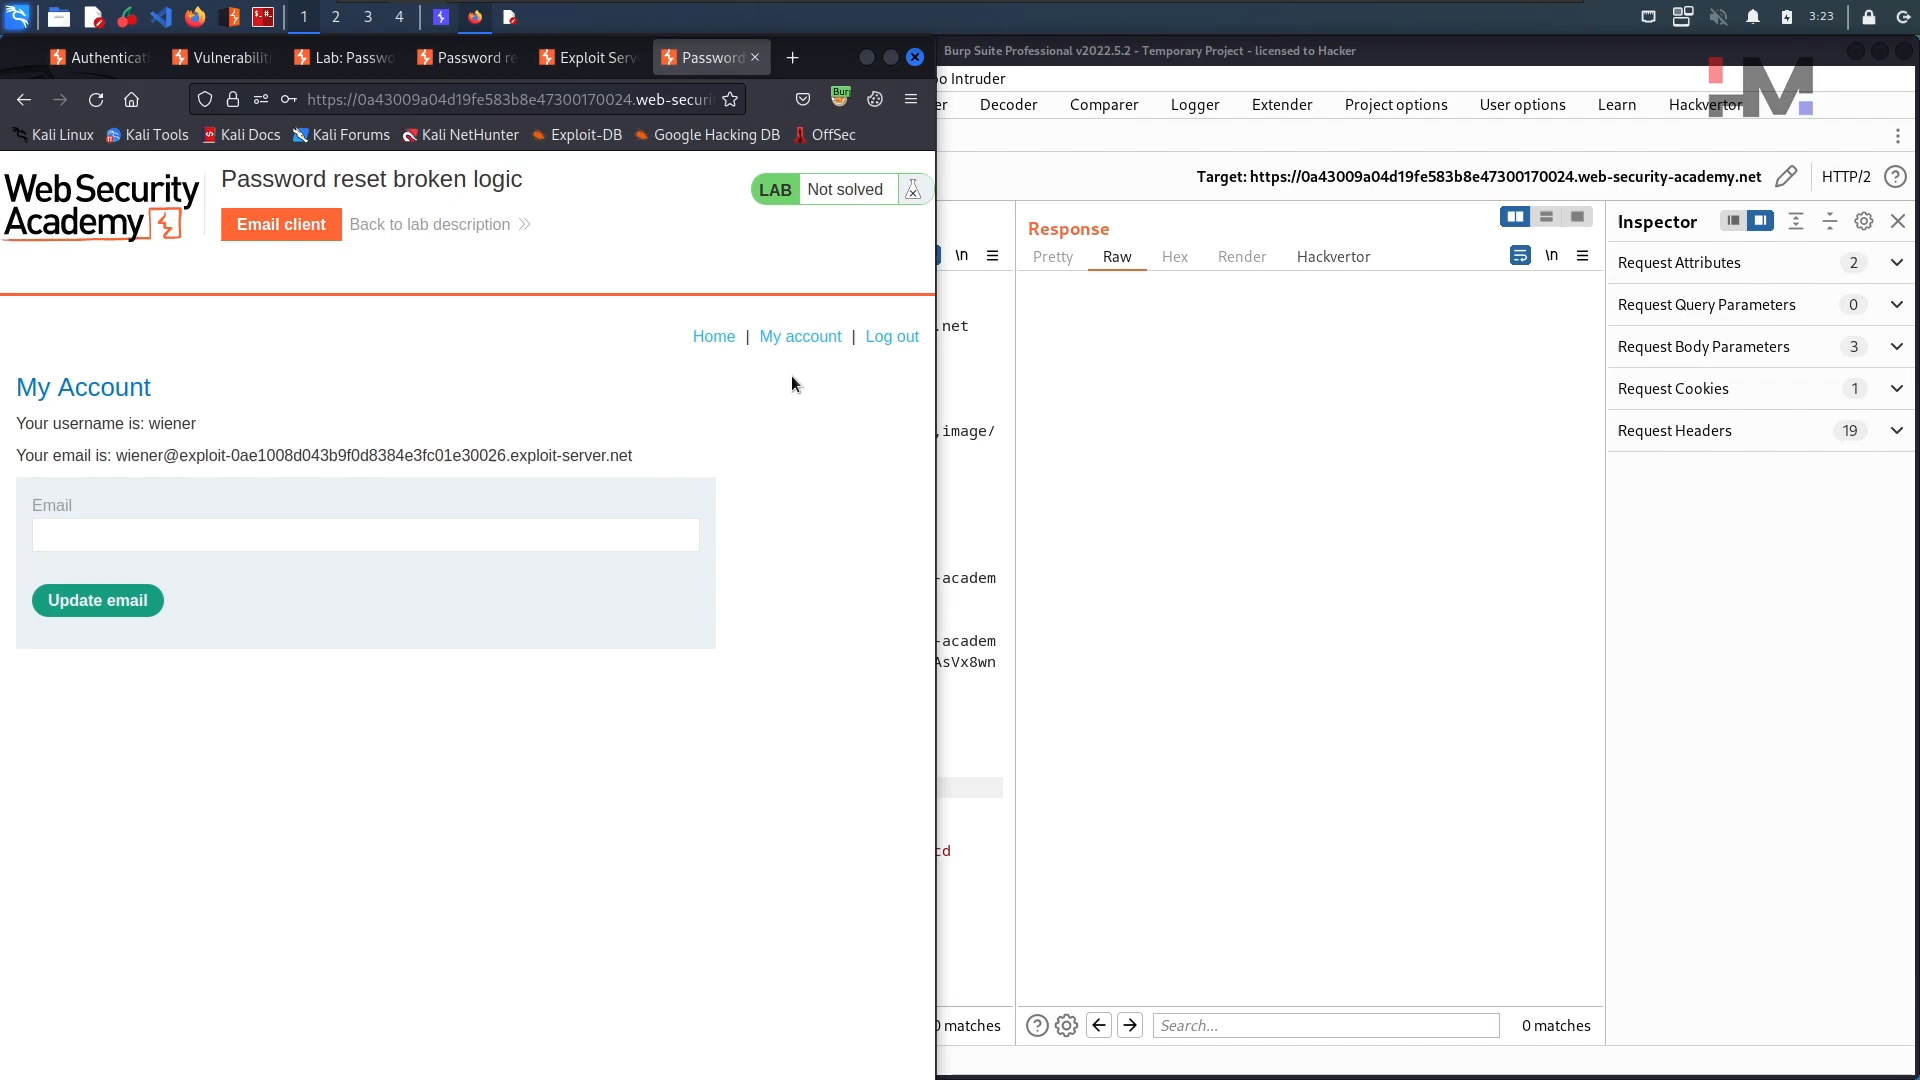 1 2 3 4
3:23
Authenticati
Vulnerabilit
Lab: Passwo
Password re
Exploit Serv
Password
Burp Suite Professional v2022.5.2 - Temporary Project - licensed to Hacker
https://0a43009a04d19fe583b8e47300170024.web-securi
Burp
o Intruder
er Decoder Comparer Logger Extender Project options User options Learn Hackvertor
Kali Linux Kali Tools Kali Docs Kali Forums Kali NetHunter Exploit-DB Google Hacking DB OffSec
Web Security
Academy
Password reset broken logic
LAB Not solved
Email client Back to lab description
Target: https://0a43009a04d19fe583b8e47300170024.web-security-academy.net HTTP/2
Home | My account | Log out
My Account
Your username is: wiener
Your email is: wiener@exploit-0ae1008d043b9f0d8384e3fc01e30026.exploit-server.net
Email
Update email
\n
.net
,image/
-academ
-academ
AsVx8wn
cd
0 matches
Response
Pretty Raw Hex Render Hackvertor \n
Search...
0 matches
Inspector
Request Attributes 2
Request Query Parameters 0
Request Body Parameters 3
Request Cookies 1
Request Headers 19